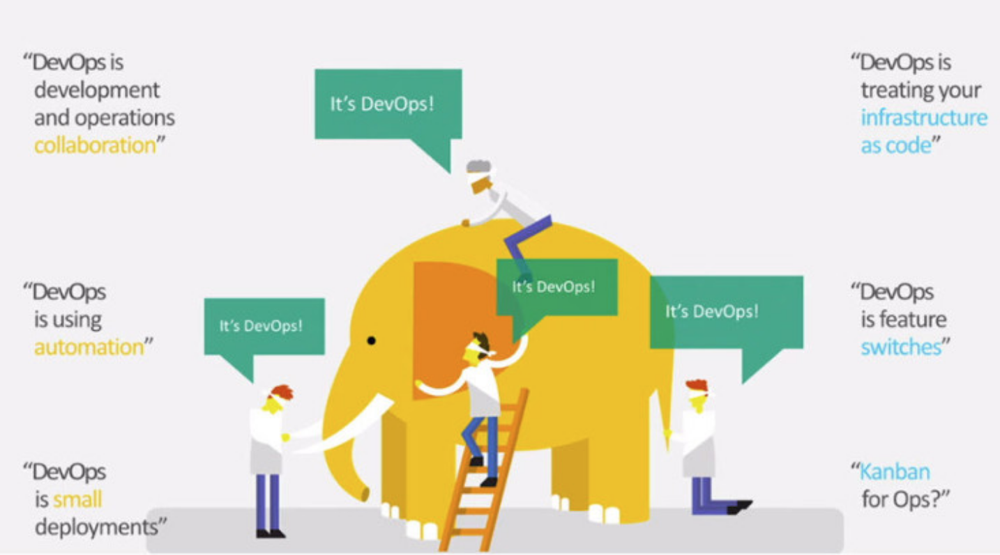 “DevOps is
development
and operations
collaboration”
It’s DevOps!
“DevOps is
treating your
infrastructure
as code”
“DevOps
is using
automation”
It’s DevOps!
It’s DevOps!
It’s DevOps!
“DevOps
is feature
switches”
“DevOps
is small
deployments”
“Kanban
for Ops?”